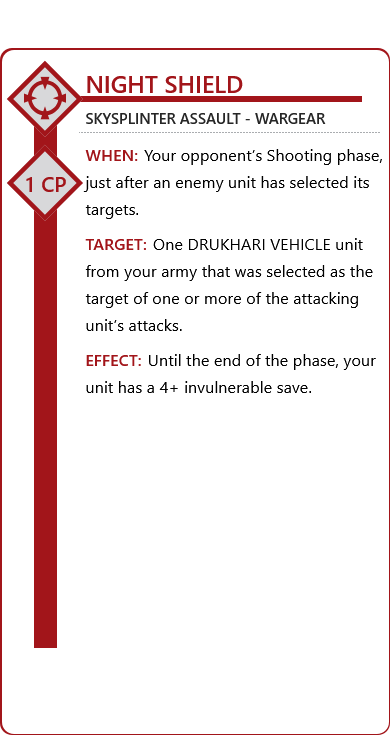 NIGHT SHIELD
SKYSPLINTER ASSAULT - WARGEAR
1 CP
WHEN: Your opponent's Shooting phase,
just after an enemy unit has selected its
targets.
TARGET: One DRUKHARI VEHICLE unit
from your army that was selected as the
target of one or more of the attacking
unit's attacks.
EFFECT: Until the end of the phase, your
unit has a 4+ invulnerable save.